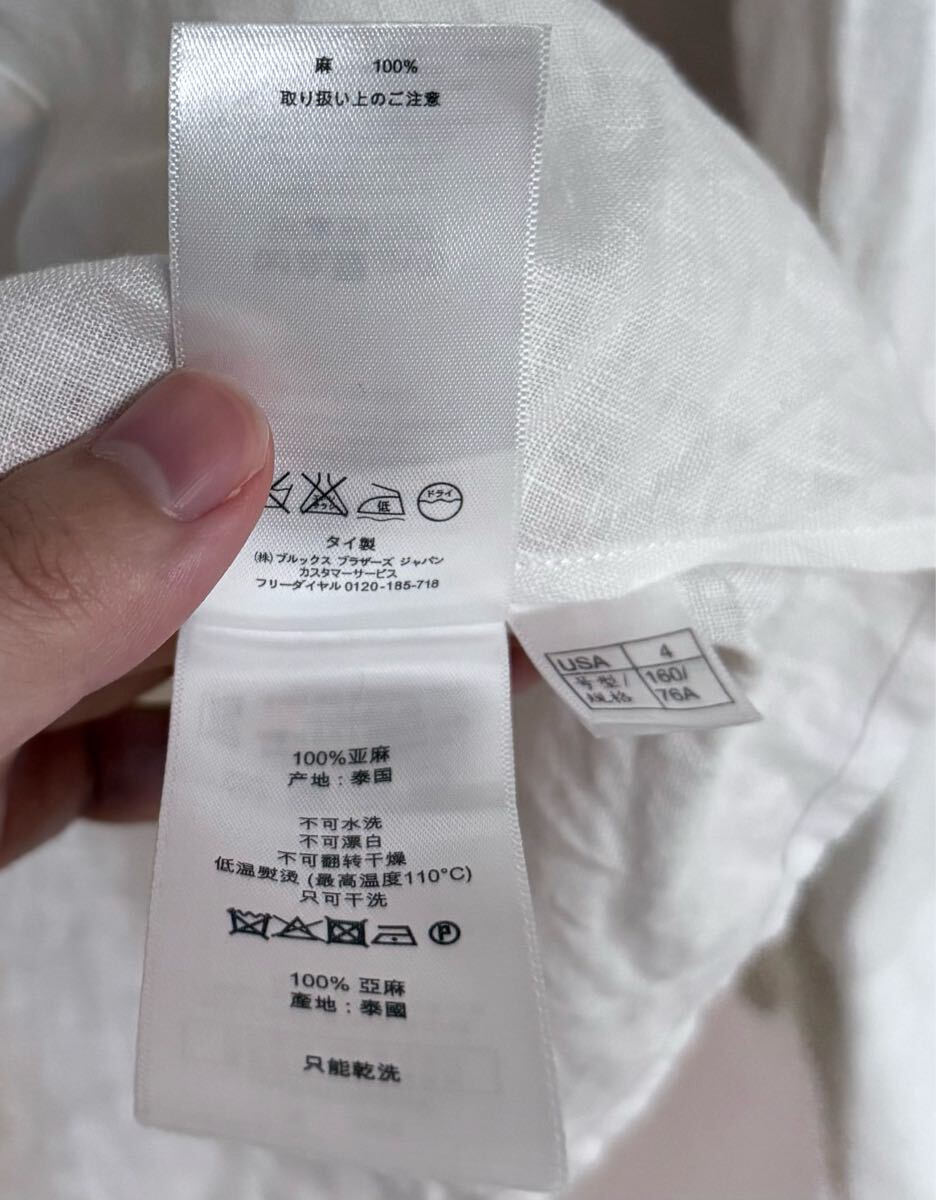 麻 100%
取り扱い上のご注意
低
ドライ
タイ製
(株) ブルックス ブラザーズ ジャパン
カスタマーサービス
フリーダイヤル 0120-185-718
USA 4
号型/ 160/
规格 76A
100%亚麻
产地：泰国
不可水洗
不可漂白
不可翻转干燥
低温熨烫 (最高温度110°C)
只可干洗
P
100% 亞麻
產地：泰國
只能乾洗